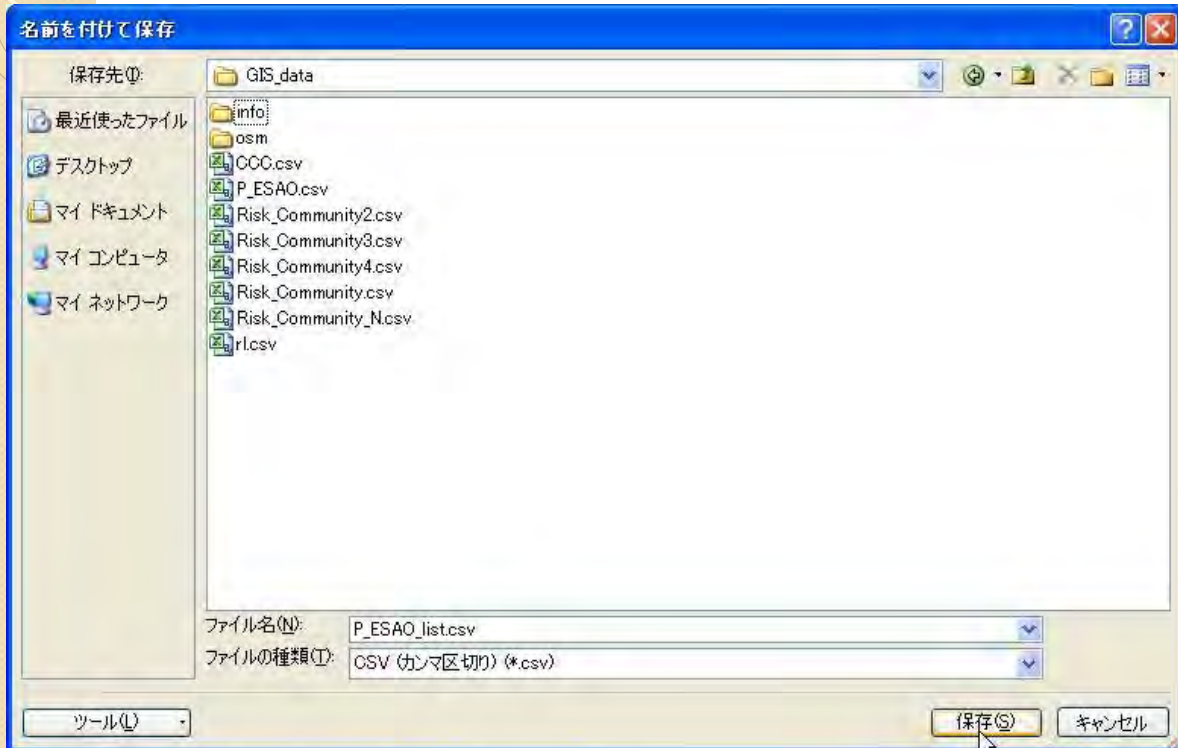 名前を付けて保存
保存先(I):
GIS_data
最近使ったファイル
デスクトップ
マイ ドキュメント
マイ コンピュータ
マイ ネットワーク
info
osm
CCC.csv
P_ESAO.csv
Risk_Community2.csv
Risk_Community3.csv
Risk_Community4.csv
Risk_Community.csv
Risk_Community_N.csv
rl.csv
ファイル名(N):
P_ESAO_list.csv
ファイルの種類(T):
CSV (カンマ区切り) (*.csv)
ツール(L)
保存(S)
キャンセル